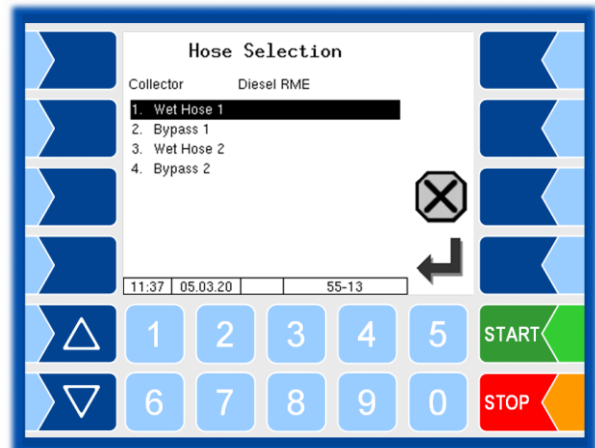 Hose Selection
Collector Diesel RME
1. Wet Hose 1
2. Bypass 1
3. Wet Hose 2
4. Bypass 2
11:37 05.03.20 55-13
1 2 3 4 5 START
6 7 8 9 0 STOP